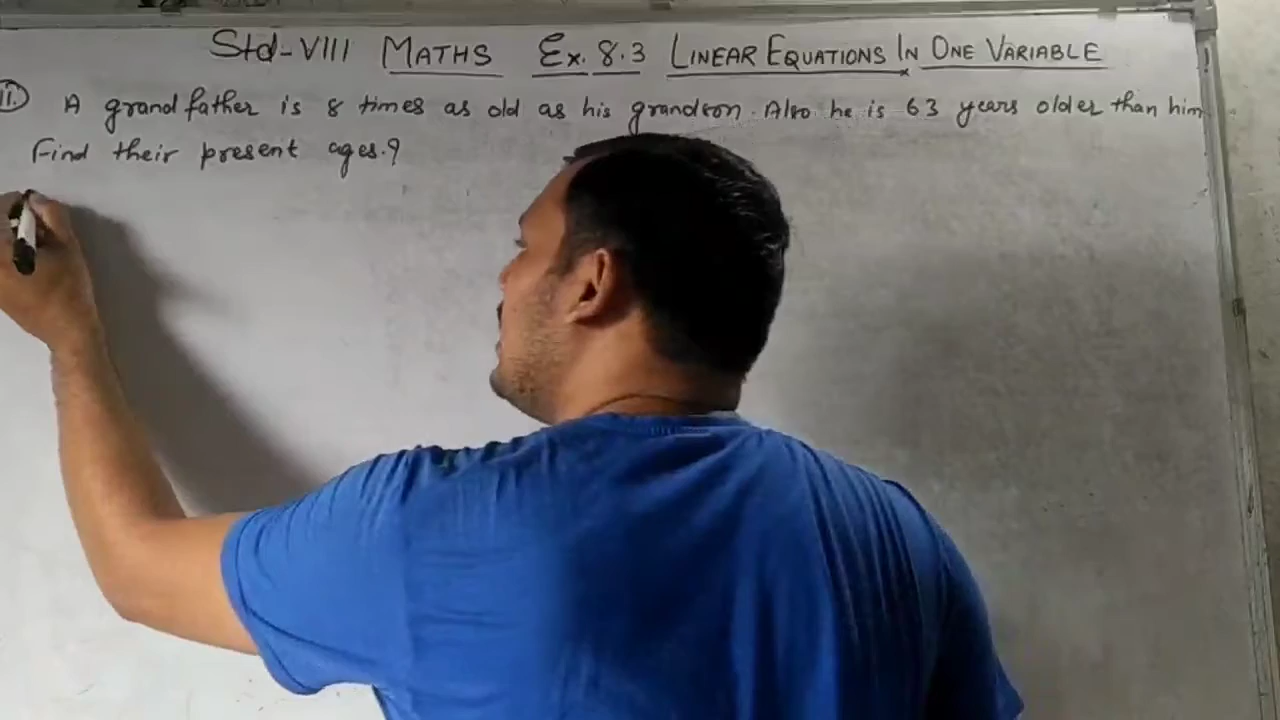 Std-VIII MATHS Ex. 8.3 LINEAR EQUATIONS IN ONE VARIABLE
11. A grandfather is 8 times as old as his grandson. Also he is 63 years older than him.
Find their present ages.?